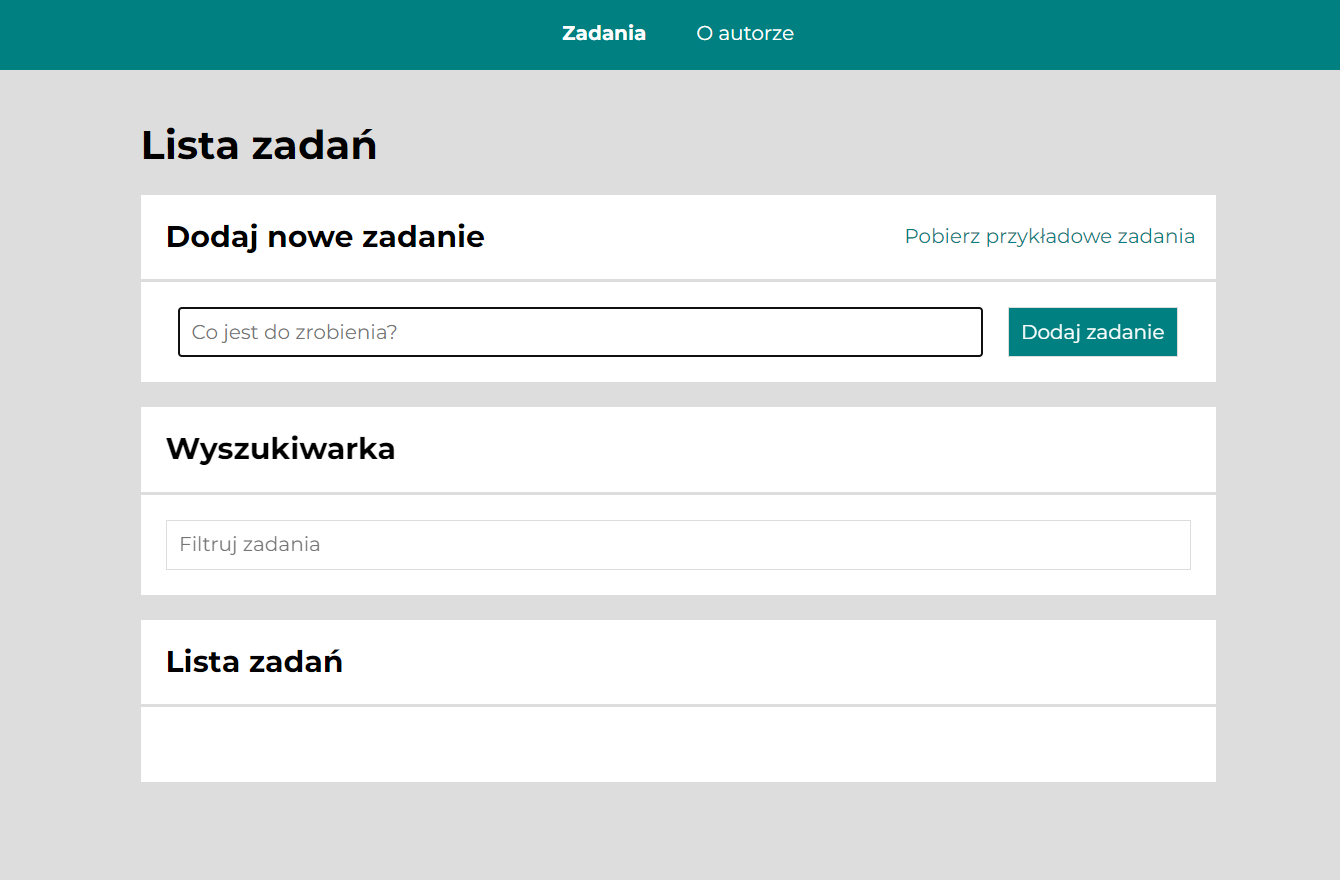 Zadania O autorze
Lista zadań
Dodaj nowe zadanie Pobierz przykładowe zadania
Co jest do zrobienia? Dodaj zadanie
Wyszukiwarka
Filtruj zadania
Lista zadań